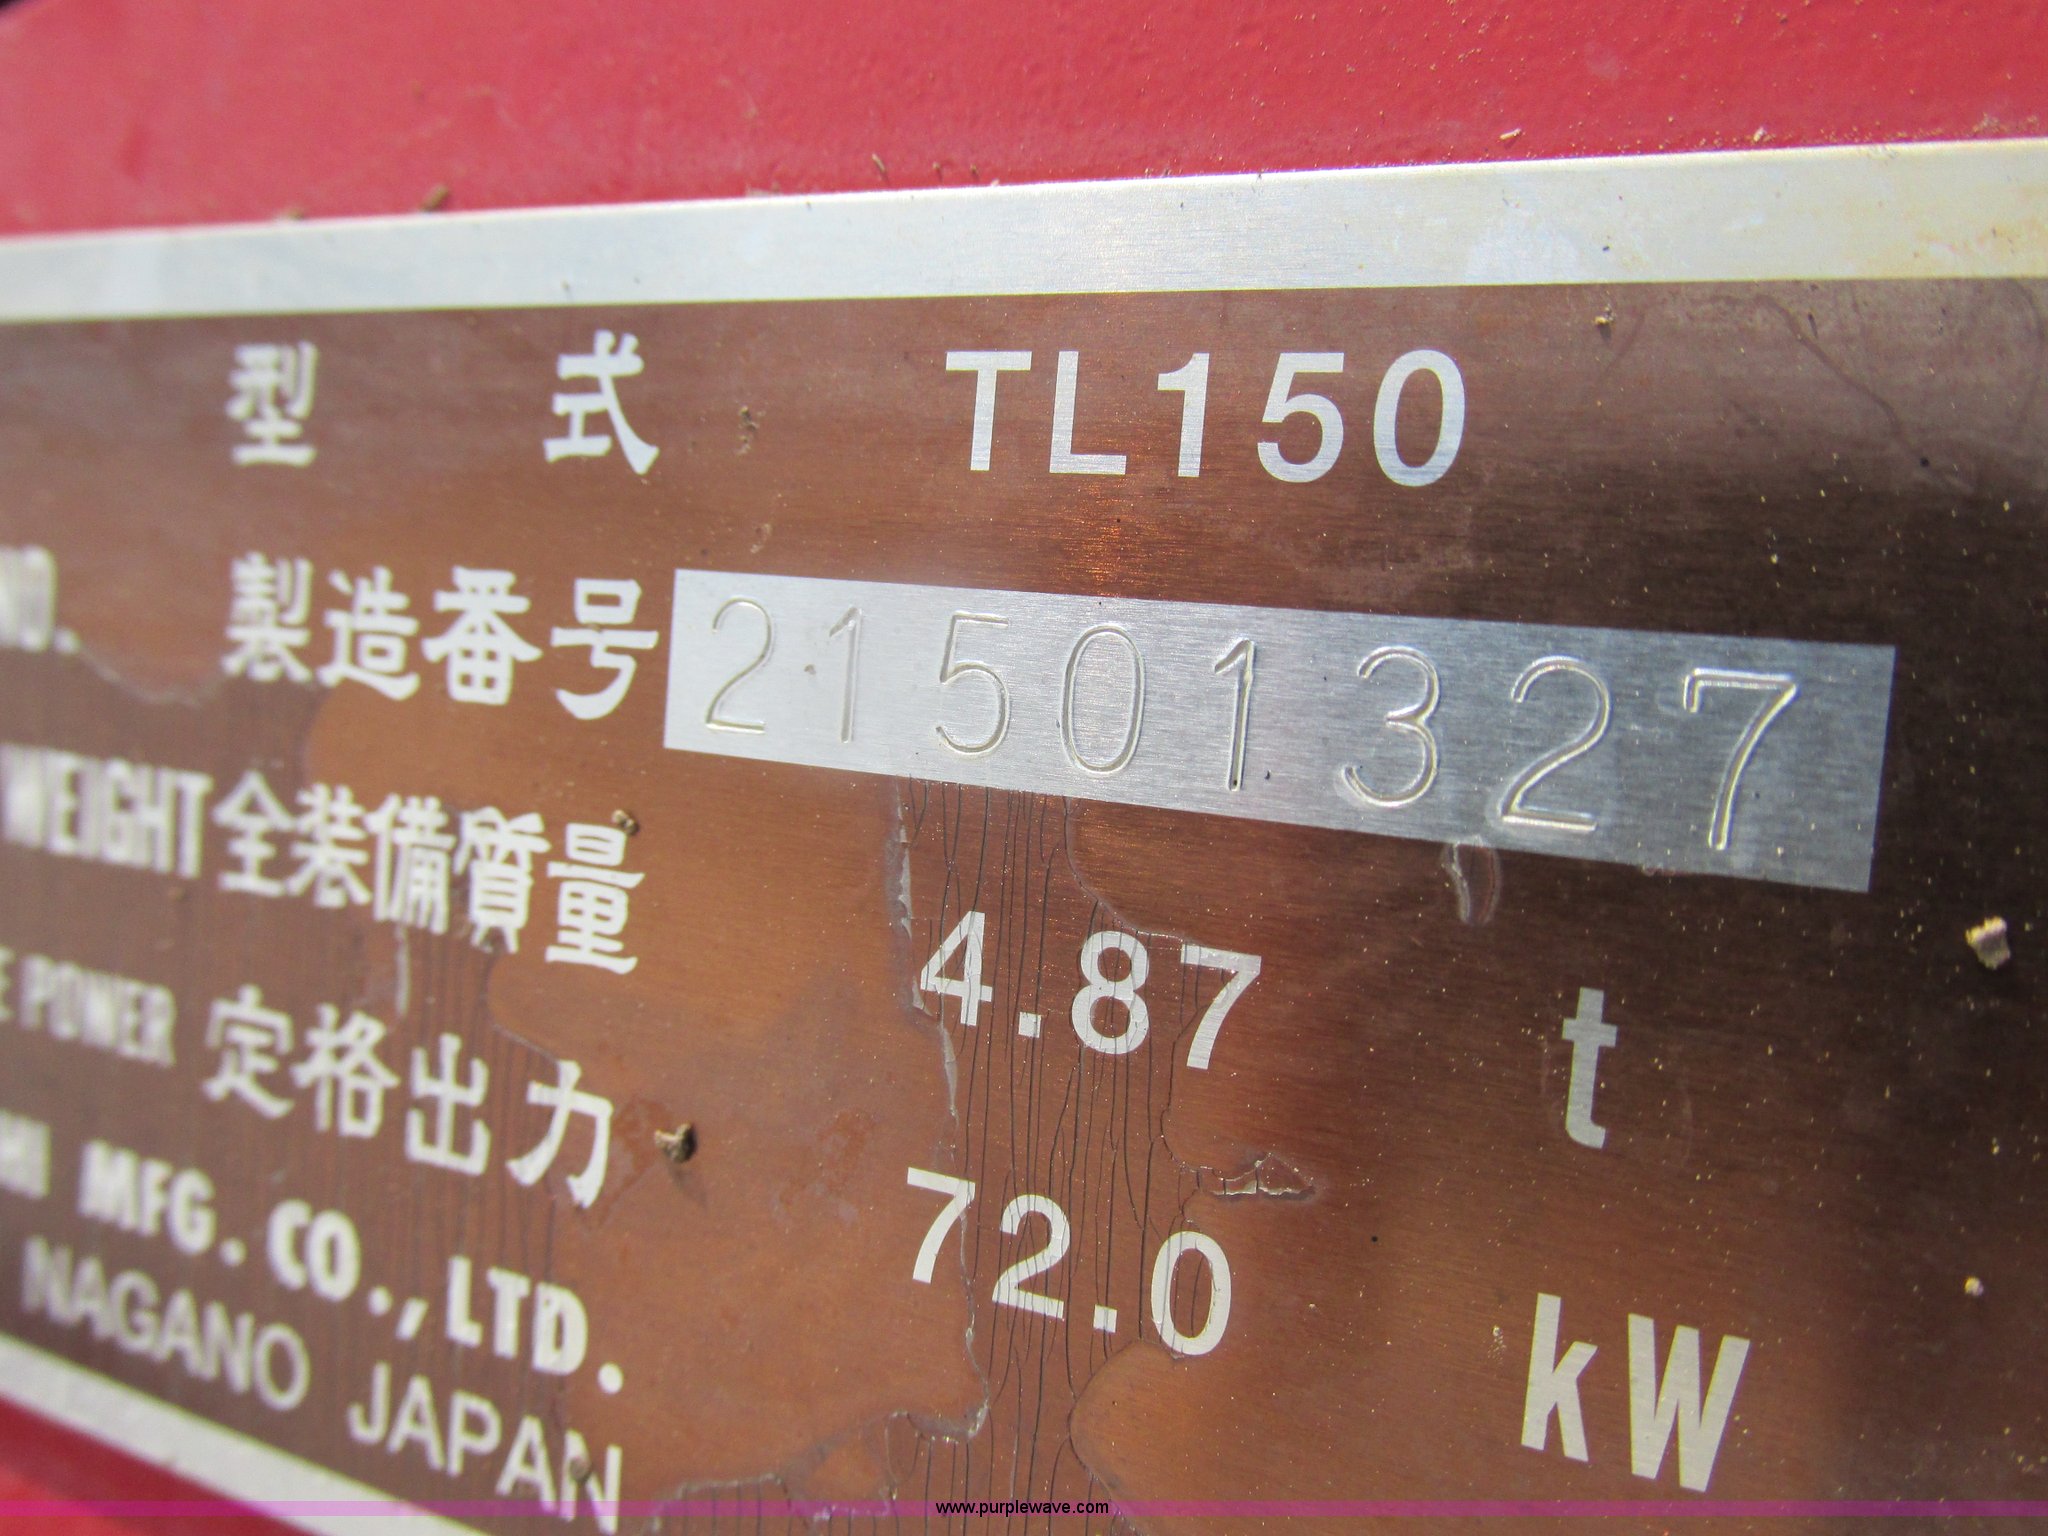 型 式 TL150
NO. 製造番号 21501327
WEIGHT 全装備質量 4.87 t
POWER 定格出力 72.0 kW
MFG. CO., LTD.
NAGANO JAPAN
www.purplewave.com